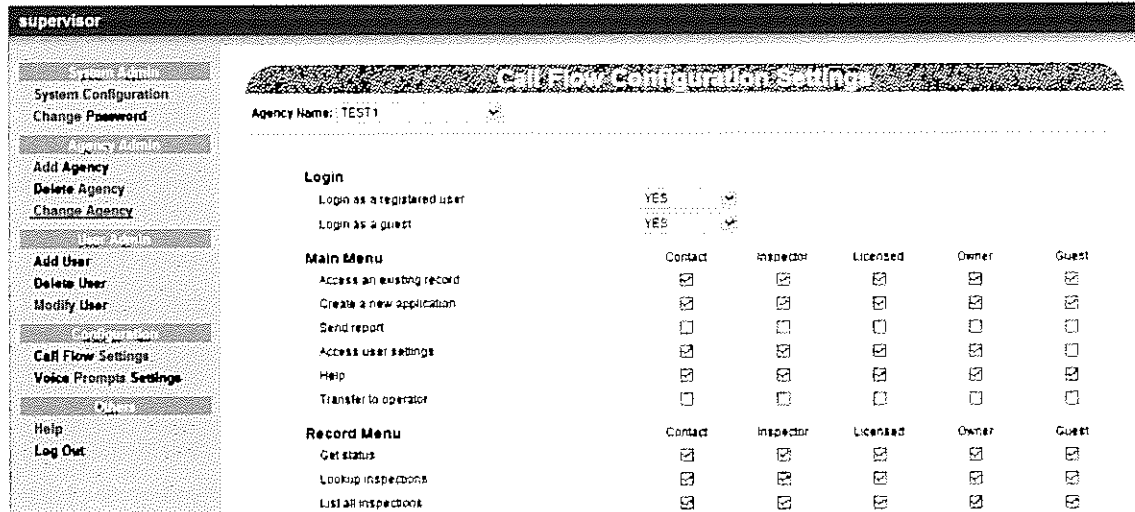 supervisor
System Admin
System Configuration
Change Password
Agency Admin
Add Agency
Delete Agency
Change Agency
User Admin
Add User
Delete User
Modify User
Configuration
Call Flow Settings
Voice Prompts Settings
Others
Help
Log Out
Call Flow Configuration Settings
Agency Name: TEST1
Login
Login as a registered user YES
Login as a guest YES
Main Menu Contact Inspector Licensed Owner Guest
Access an existing record
Create a new application
Send report
Access user settings
Help
Transfer to operator
Record Menu Contact Inspector Licensed Owner Guest
Get status
Lookup inspections
List all inspections